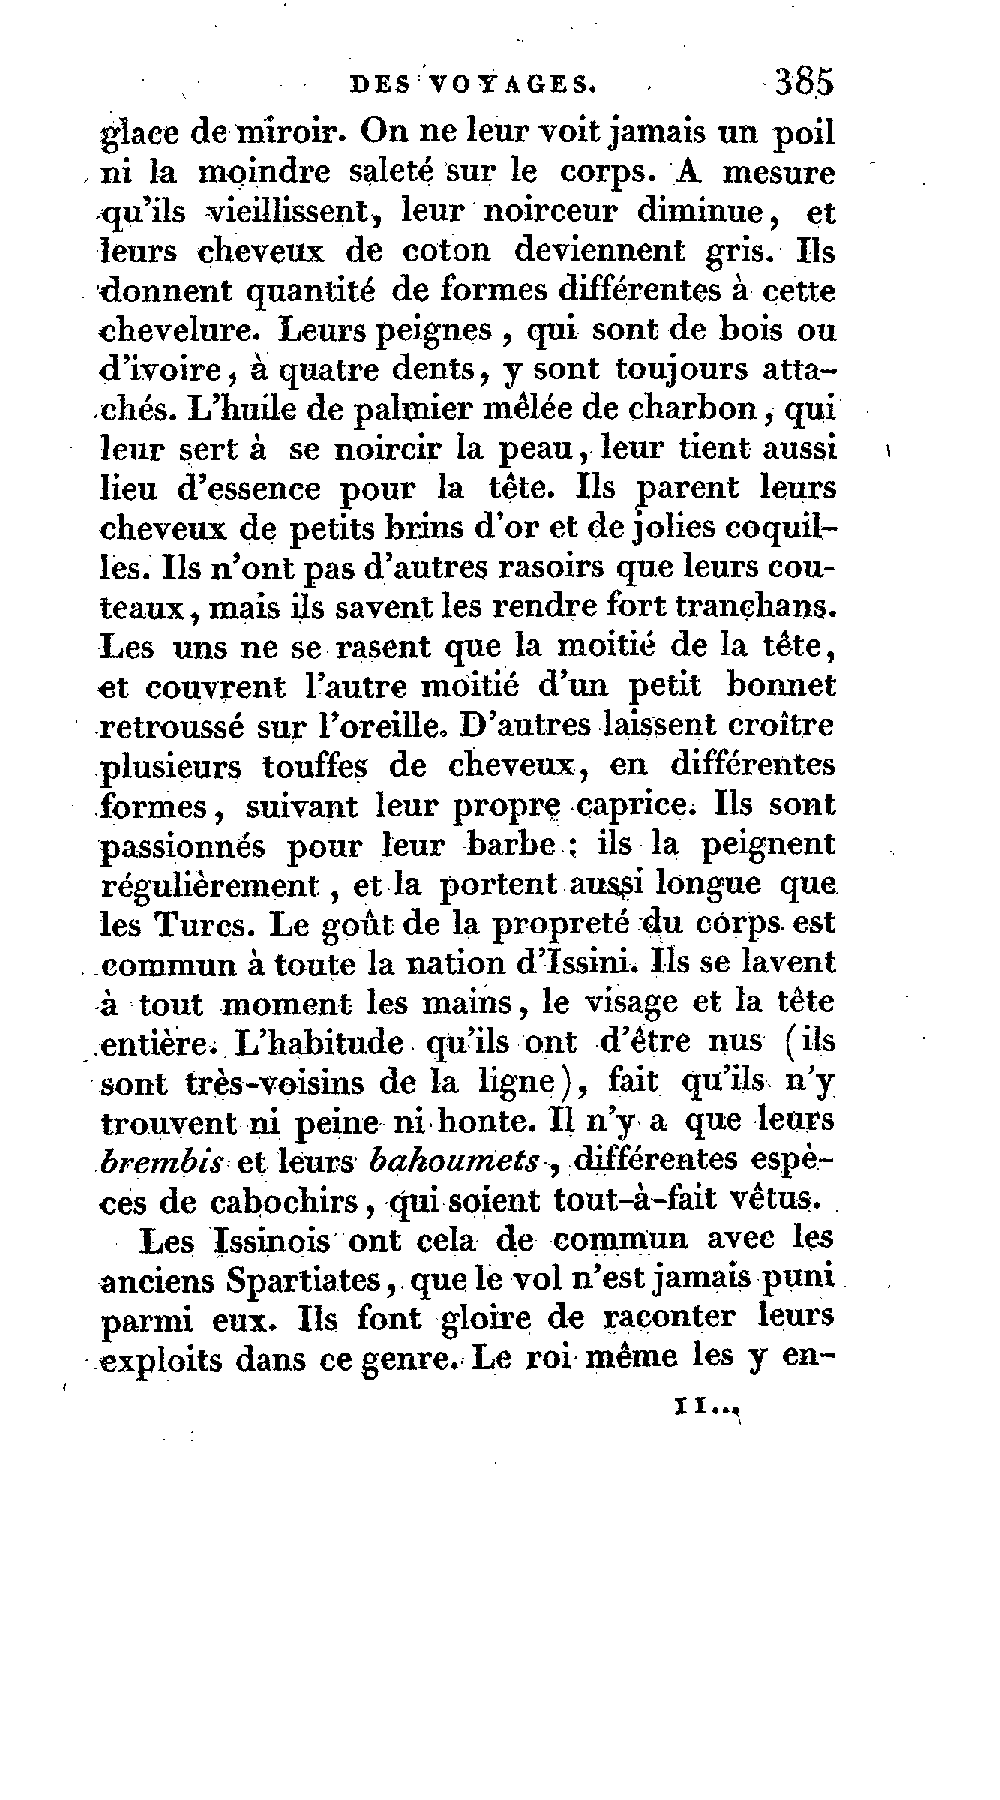 DES VOYAGES. 385
glace de miroir. On ne leur voit jamais un poil
ni la moindre saleté sur le corps. A mesure
qu'ils vieillissent, leur noirceur diminue, et
leurs cheveux de coton deviennent gris. Ils
donnent quantité de formes différentes à cette
chevelure. Leurs peignes, qui sont de bois ou
d'ivoire, à quatre dents, y sont toujours atta-
chés. L'huile de palmier mêlée de charbon, qui
leur sert à se noircir la peau, leur tient aussi
lieu d'essence pour la tête. Ils parent leurs
cheveux de petits brins d'or et de jolies coquil-
les. Ils n'ont pas d'autres rasoirs que leurs cou-
teaux, mais ils savent les rendre fort tranchans.
Les uns ne se rasent que la moitié de la tête,
et couvrent l'autre moitié d'un petit bonnet
retroussé sur l'oreille. D'autres laissent croître
plusieurs touffes de cheveux, en différentes
formes, suivant leur propre caprice. Ils sont
passionnés pour leur barbe : ils la peignent
régulièrement, et la portent aussi longue que
les Turcs. Le goût de la propreté du corps est
commun à toute la nation d'Issini. Ils se lavent
à tout moment les mains, le visage et la tête
entière. L'habitude qu'ils ont d'être nus (ils
sont très-voisins de la ligne), fait qu'ils n'y
trouvent ni peine ni honte. Il n'y a que leurs
brembis et leurs bahoumets, différentes espè-
ces de cabochirs, qui soient tout-à-fait vêtus.
Les Issinois ont cela de commun avec les
anciens Spartiates, que le vol n'est jamais puni
parmi eux. Ils font gloire de raconter leurs
exploits dans ce genre. Le roi même les y en-
II..,